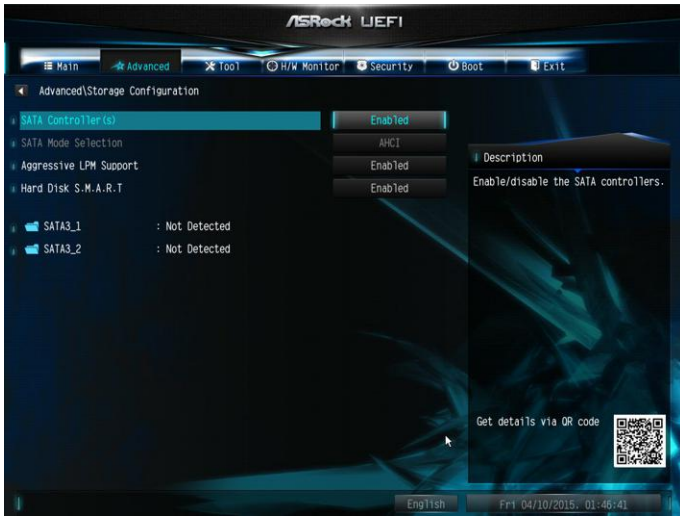 ASRock UEFI
Main Advanced Tool H/W Monitor Security Boot Exit
Advanced\Storage Configuration
SATA Controller(s) Enabled
SATA Mode Selection AHCI
Aggressive LPM Support Enabled
Hard Disk S.M.A.R.T Enabled
SATA3_1 : Not Detected
SATA3_2 : Not Detected
Description
Enable/disable the SATA controllers.
Get details via QR code
English Fri 04/10/2015. 01:46:41